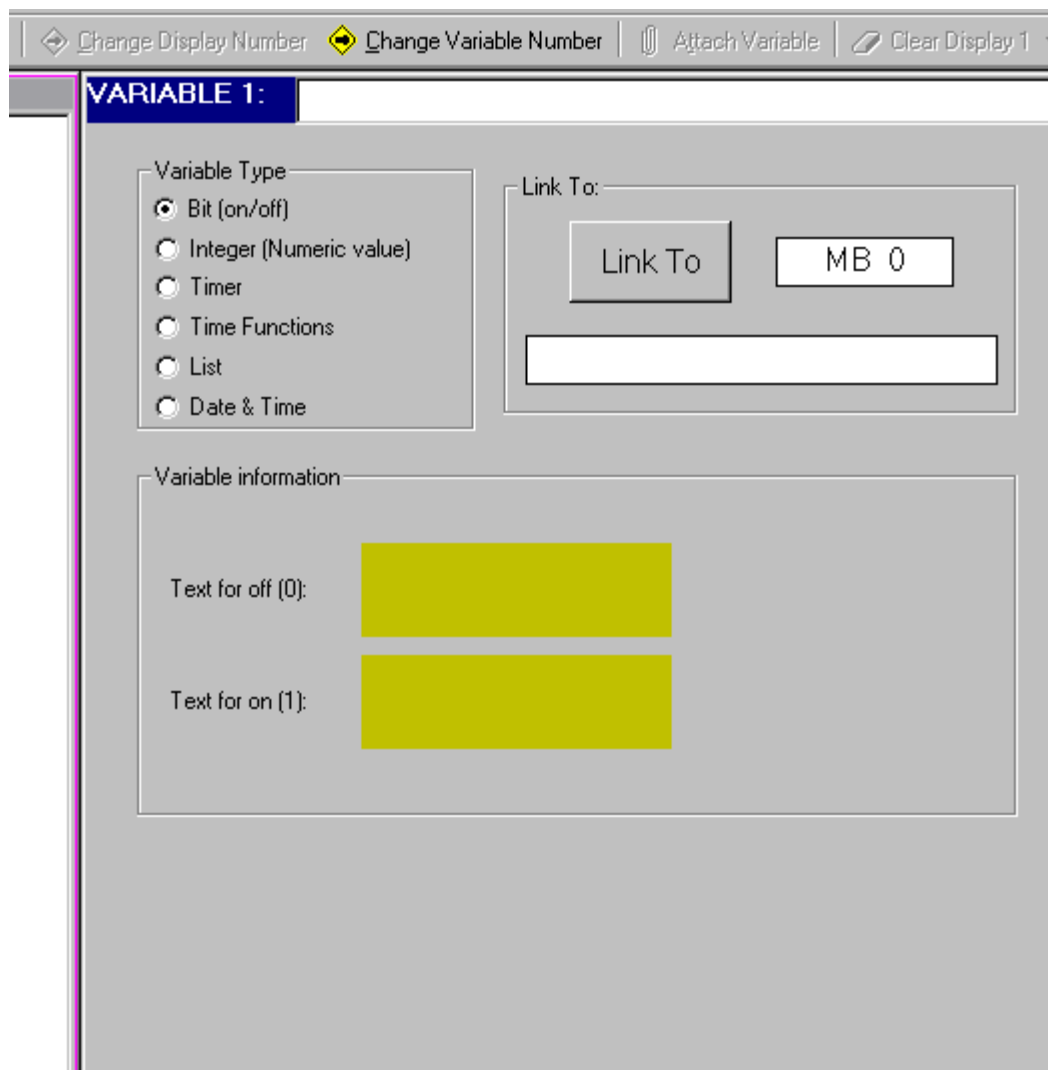 Change Display Number Change Variable Number Attach Variable Clear Display 1
VARIABLE 1:
Variable Type
Bit (on/off)
Integer (Numeric value)
Timer
Time Functions
List
Date & Time
Link To:
Link To MB 0
Variable information
Text for off (0):
Text for on (1):